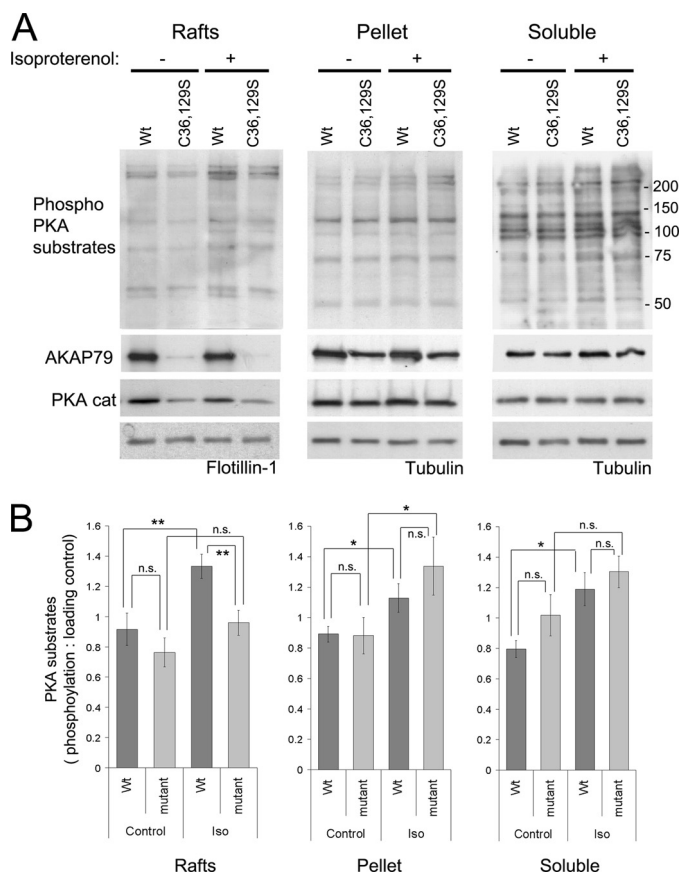 A
Rafts Pellet Soluble
Isoproterenol: - + - + - +
Wt C36,129S Wt C36,129S Wt C36,129S Wt C36,129S Wt C36,129S Wt C36,129S
Phospho
PKA
substrates
- 200
- 150
- 100
- 75
- 50
AKAP79
PKA cat
Flotillin-1 Tubulin Tubulin
B
PKA substrates
( phosphoylation : loading control)
1.6
1.4
1.2
1
0.8
0.6
0.4
0.2
0
**
n.s.
n.s.
**
Wt mutant Wt mutant
Control Iso
Rafts
1.6
1.4
1.2
1
0.8
0.6
0.4
0.2
0
*
*
n.s.
n.s.
Wt mutant Wt mutant
Control Iso
Pellet
1.6
1.4
1.2
1
0.8
0.6
0.4
0.2
0
n.s.
*
n.s.
n.s.
Wt mutant Wt mutant
Control Iso
Soluble